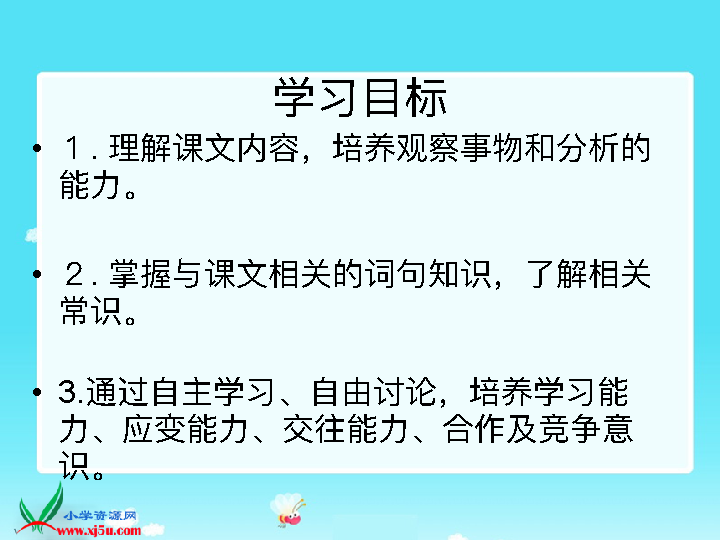 学习目标
• １. 理解课文内容，培养观察事物和分析的
能力。
• ２. 掌握与课文相关的词句知识，了解相关
常识。
• 3.通过自主学习、自由讨论，培养学习能
力、应变能力、交往能力、合作及竞争意
识。
小学资源网
www.xj5u.com